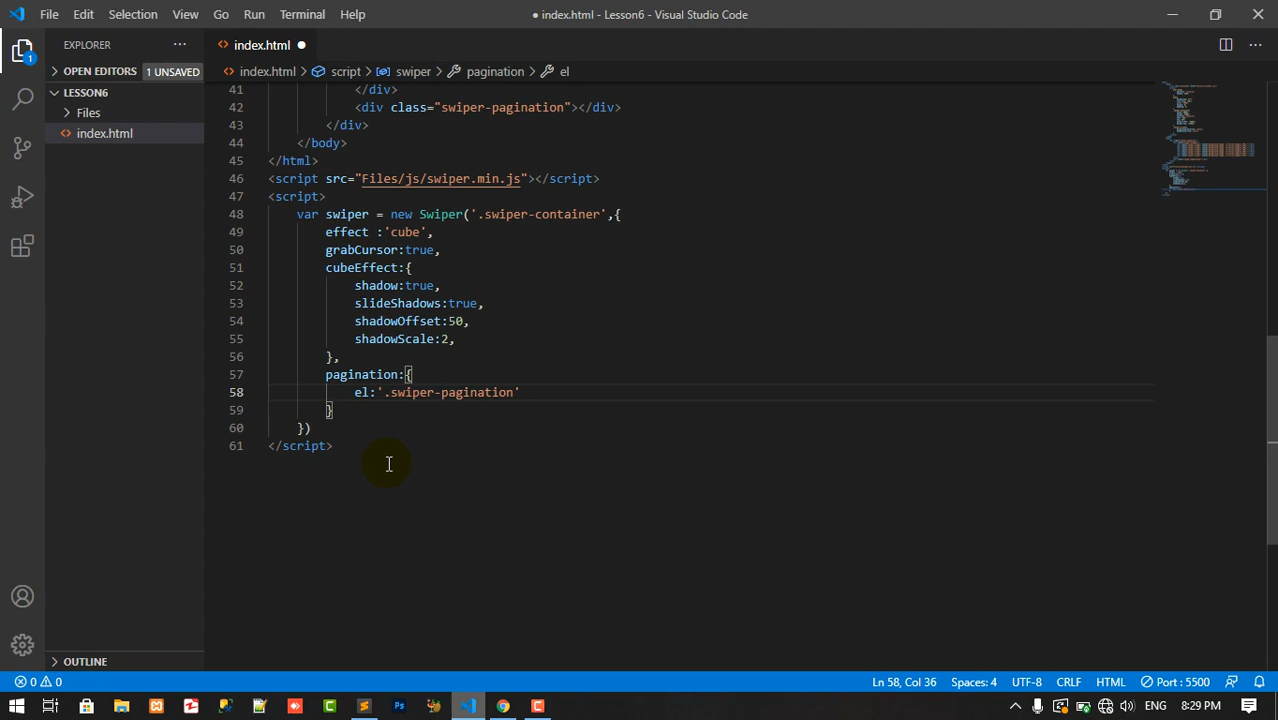 File Edit Selection View Go Run Terminal Help
● index.html - Lesson6 - Visual Studio Code
EXPLORER ...
index.html ●
OPEN EDITORS 1 UNSAVED
index.html > script > swiper > pagination > el
LESSON6
Files
index.html
41 </div>
42 <div class="swiper-pagination"></div>
43 </div>
44 </body>
45 </html>
46 <script src="Files/js/swiper.min.js"></script>
47 <script>
48 var swiper = new Swiper('.swiper-container',{
49 effect :'cube',
50 grabCursor:true,
51 cubeEffect:{
52 shadow:true,
53 slideShadows:true,
54 shadowOffset:50,
55 shadowScale:2,
56 },
57 pagination:{
58 el:'.swiper-pagination'
59 }
60 })
61 </script>
OUTLINE
0 0
Ln 58, Col 36 Spaces: 4 UTF-8 CRLF HTML Port : 5500
ENG 8:29 PM